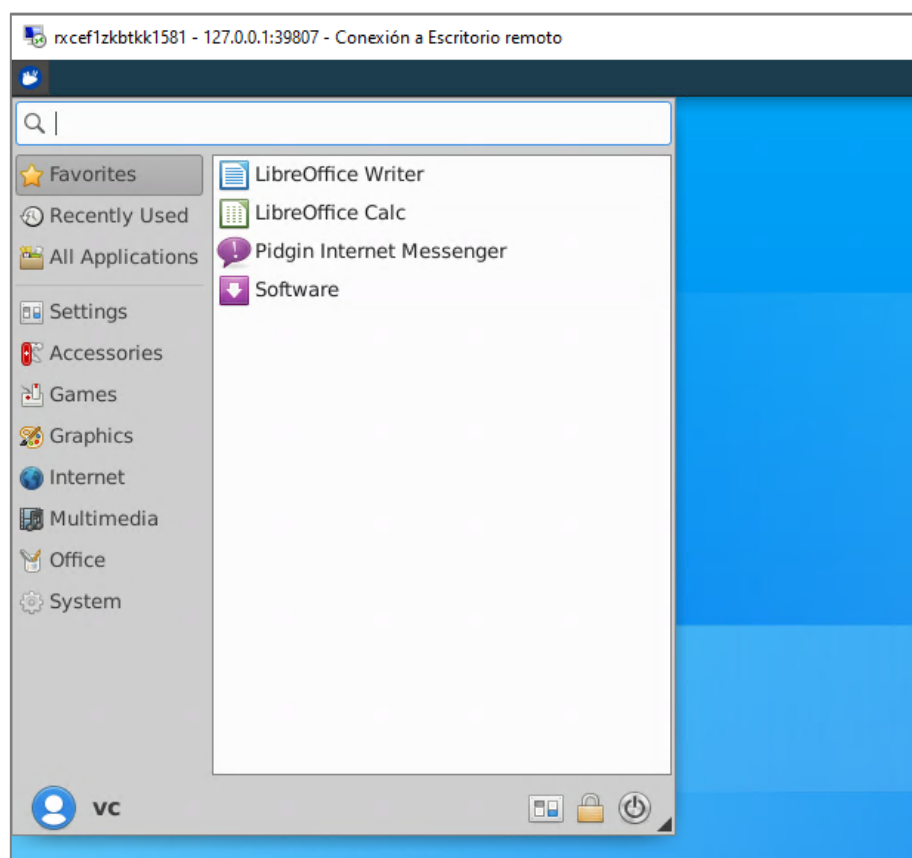 rxcef1zkbtkk1581 - 127.0.0.1:39807 - Conexión a Escritorio remoto
Favorites
Recently Used
All Applications
Settings
Accessories
Games
Graphics
Internet
Multimedia
Office
System
LibreOffice Writer
LibreOffice Calc
Pidgin Internet Messenger
Software
vc